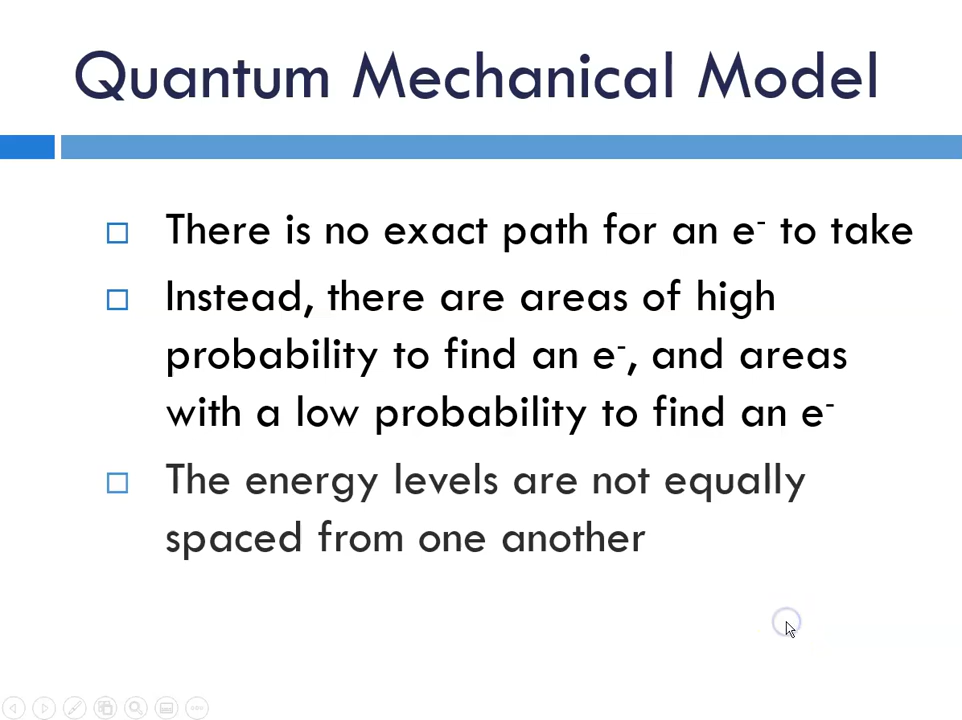 Quantum Mechanical Model
There is no exact path for an e⁻ to take
Instead, there are areas of high
probability to find an e⁻, and areas
with a low probability to find an e⁻
The energy levels are not equally
spaced from one another